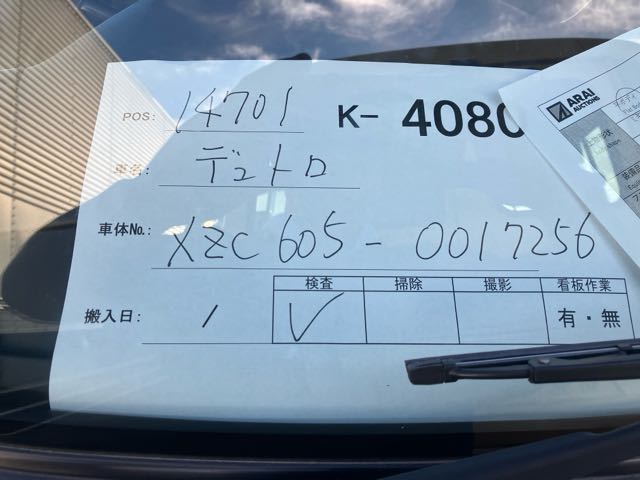 POS: 14701 K- 4080
車名: デュトロ
車体No.: XZC605-0017256
検査 掃除 撮影 看板作業
搬入日: / ✓ 有・無
ARAI
AUCTIONS